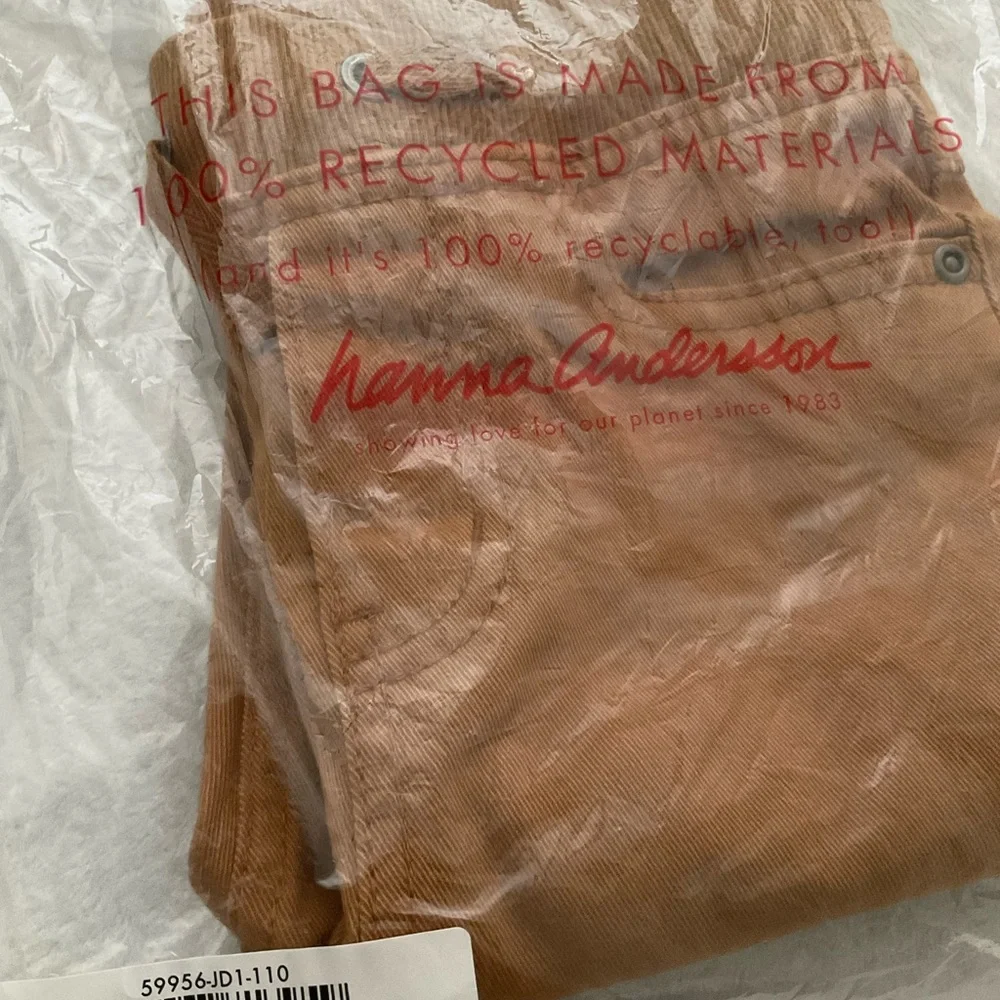 THIS BAG IS MADE FROM
100% RECYCLED MATERIALS
(and it's 100% recyclable, too!)
hanna Andersson
showing love for our planet since 1983
59956-JD1-110